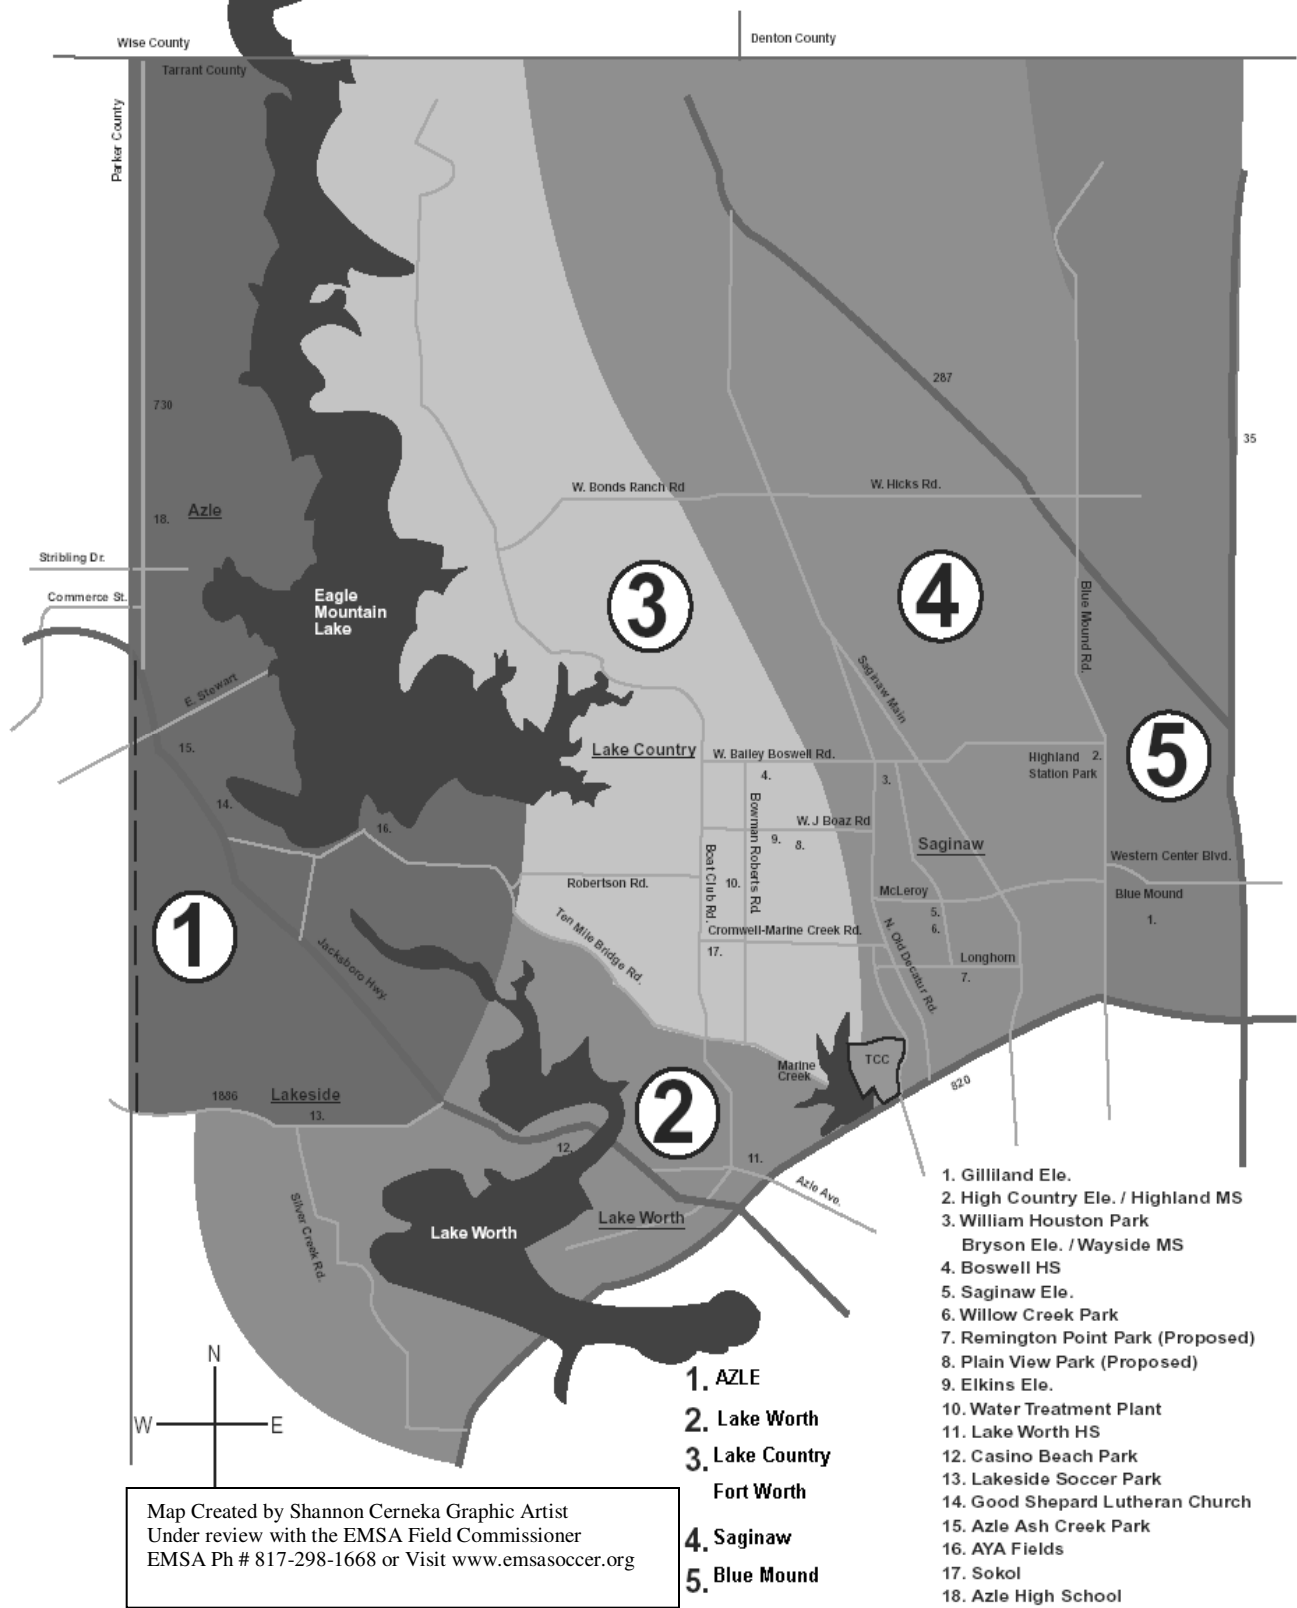 Wise County
Denton County
Tarrant County
Parker County
287
730
35
W. Bonds Ranch Rd
W. Hicks Rd.
18.
Azle
Stribling Dr.
Commerce St.
Eagle
Mountain
Lake
3
4
Blue Mound Rd.
Saginaw Main
E. Stewart
15.
Lake Country
W. Bailey Boswell Rd.
4.
3.
Highland 2.
Station Park
5
14.
16.
Bowman Roberts Rd
W. J Boaz Rd
9. 8.
Saginaw
Boat Club Rd.
Western Center Blvd.
Robertson Rd.
10.
McLeroy
Blue Mound
1.
5.
6.
1
Ten Mile Bridge Rd.
Cromwell-Marine Creek Rd.
17.
N. Old Decatur Rd.
Longhorn
7.
Jacksboro Hwy.
Marine
Creek
TCC
820
1886
Lakeside
13.
2
12.
11.
Azle Ave.
Silver Creek Rd.
Lake Worth
Lake Worth
1. Gilliland Ele.
2. High Country Ele. / Highland MS
3. William Houston Park
Bryson Ele. / Wayside MS
4. Boswell HS
5. Saginaw Ele.
6. Willow Creek Park
7. Remington Point Park (Proposed)
8. Plain View Park (Proposed)
9. Elkins Ele.
10. Water Treatment Plant
11. Lake Worth HS
12. Casino Beach Park
13. Lakeside Soccer Park
14. Good Shepard Lutheran Church
15. Azle Ash Creek Park
16. AYA Fields
17. Sokol
18. Azle High School
N
W E
1. AZLE
2. Lake Worth
3. Lake Country
Fort Worth
4. Saginaw
5. Blue Mound
Map Created by Shannon Cerneka Graphic Artist
Under review with the EMSA Field Commissioner
EMSA Ph # 817-298-1668 or Visit www.emsasoccer.org